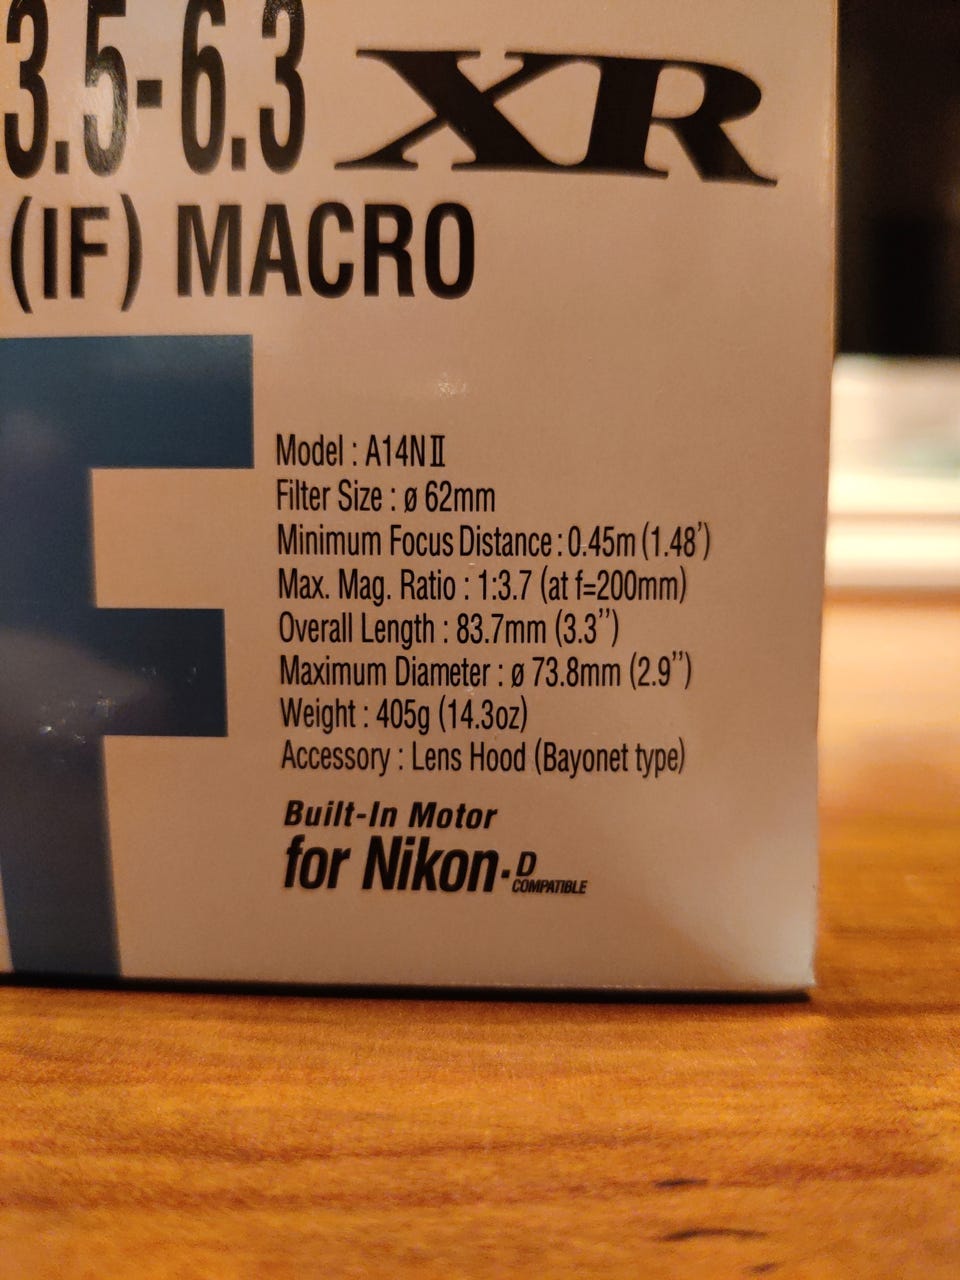 3.5-6.3 XR
(IF) MACRO
F
Model : A14NⅡ
Filter Size : ø 62mm
Minimum Focus Distance : 0.45m (1.48’)
Max. Mag. Ratio : 1:3.7 (at f=200mm)
Overall Length : 83.7mm (3.3’’)
Maximum Diameter : ø 73.8mm (2.9’’)
Weight : 405g (14.3oz)
Accessory : Lens Hood (Bayonet type)
Built-In Motor
for Nikon-D
COMPATIBLE